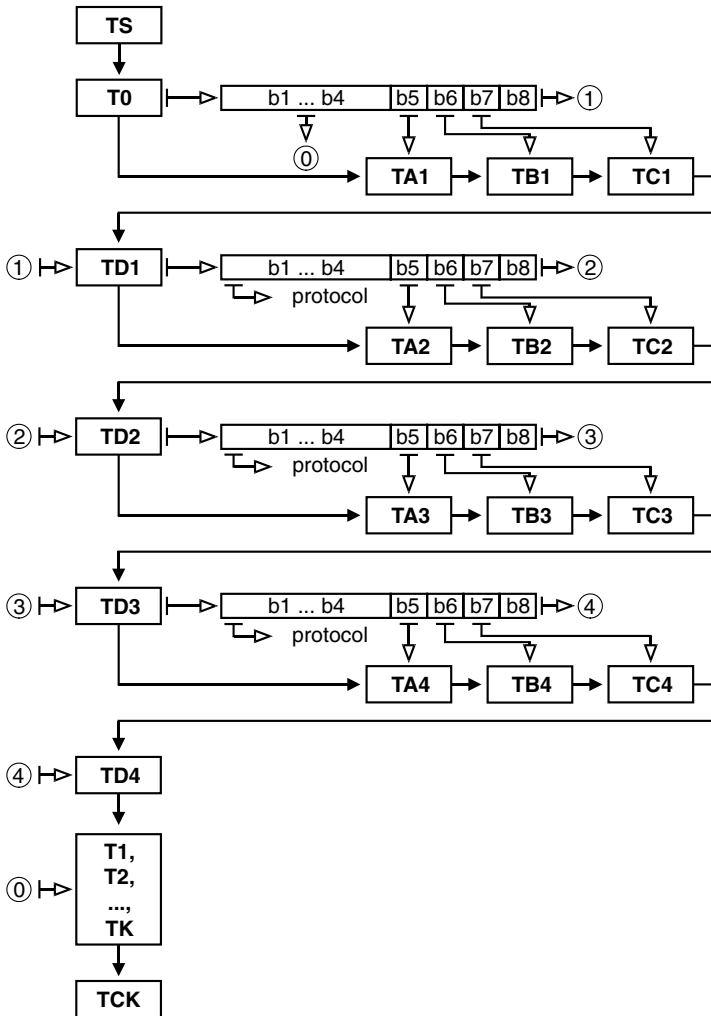 TS
T0 b1 ... b4 b5 b6 b7 b8 1
0
TA1 TB1 TC1
1 TD1 b1 ... b4 b5 b6 b7 b8 2
protocol
TA2 TB2 TC2
2 TD2 b1 ... b4 b5 b6 b7 b8 3
protocol
TA3 TB3 TC3
3 TD3 b1 ... b4 b5 b6 b7 b8 4
protocol
TA4 TB4 TC4
4 TD4
T1,
0 T2,
...,
TK
TCK